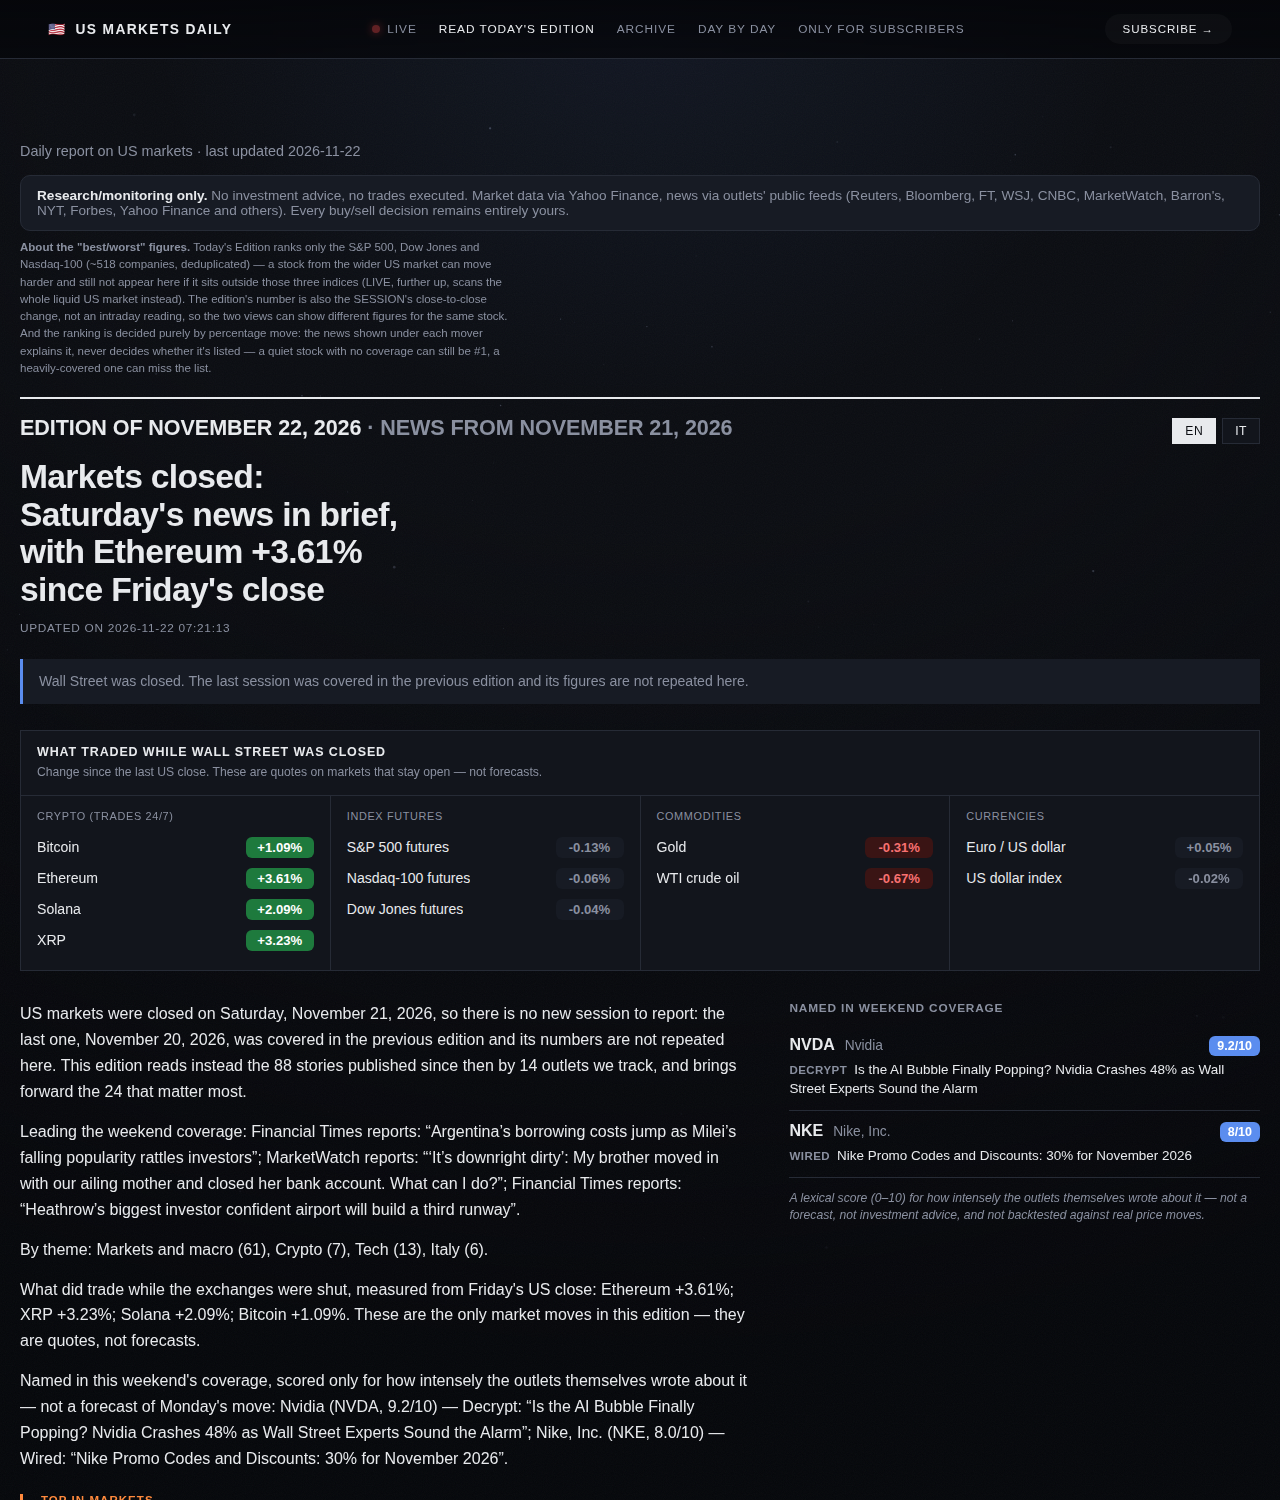 🇺🇸 US MARKETS DAILY
LIVE
READ TODAY'S EDITION
ARCHIVE
DAY BY DAY
ONLY FOR SUBSCRIBERS
SUBSCRIBE →
Daily report on US markets · last updated 2026-11-22
Research/monitoring only. No investment advice, no trades executed. Market data via Yahoo Finance, news via outlets' public feeds (Reuters, Bloomberg, FT, WSJ, CNBC, MarketWatch, Barron's,
NYT, Forbes, Yahoo Finance and others). Every buy/sell decision remains entirely yours.
About the "best/worst" figures. Today's Edition ranks only the S&P 500, Dow Jones and
Nasdaq-100 (~518 companies, deduplicated) — a stock from the wider US market can move
harder and still not appear here if it sits outside those three indices (LIVE, further up, scans the
whole liquid US market instead). The edition's number is also the SESSION's close-to-close
change, not an intraday reading, so the two views can show different figures for the same stock.
And the ranking is decided purely by percentage move: the news shown under each mover
explains it, never decides whether it's listed — a quiet stock with no coverage can still be #1, a
heavily-covered one can miss the list.
EDITION OF NOVEMBER 22, 2026 · NEWS FROM NOVEMBER 21, 2026
EN
IT
Markets closed:
Saturday's news in brief,
with Ethereum +3.61%
since Friday's close
UPDATED ON 2026-11-22 07:21:13
Wall Street was closed. The last session was covered in the previous edition and its figures are not repeated here.
WHAT TRADED WHILE WALL STREET WAS CLOSED
Change since the last US close. These are quotes on markets that stay open — not forecasts.
CRYPTO (TRADES 24/7)
Bitcoin +1.09%
Ethereum +3.61%
Solana +2.09%
XRP +3.23%
INDEX FUTURES
S&P 500 futures -0.13%
Nasdaq-100 futures -0.06%
Dow Jones futures -0.04%
COMMODITIES
Gold -0.31%
WTI crude oil -0.67%
CURRENCIES
Euro / US dollar +0.05%
US dollar index -0.02%
US markets were closed on Saturday, November 21, 2026, so there is no new session to report: the
last one, November 20, 2026, was covered in the previous edition and its numbers are not repeated
here. This edition reads instead the 88 stories published since then by 14 outlets we track, and brings
forward the 24 that matter most.
Leading the weekend coverage: Financial Times reports: “Argentina’s borrowing costs jump as Milei’s
falling popularity rattles investors”; MarketWatch reports: “‘It’s downright dirty’: My brother moved in
with our ailing mother and closed her bank account. What can I do?”; Financial Times reports:
“Heathrow’s biggest investor confident airport will build a third runway”.
By theme: Markets and macro (61), Crypto (7), Tech (13), Italy (6).
What did trade while the exchanges were shut, measured from Friday's US close: Ethereum +3.61%;
XRP +3.23%; Solana +2.09%; Bitcoin +1.09%. These are the only market moves in this edition — they
are quotes, not forecasts.
Named in this weekend's coverage, scored only for how intensely the outlets themselves wrote about it
— not a forecast of Monday's move: Nvidia (NVDA, 9.2/10) — Decrypt: “Is the AI Bubble Finally
Popping? Nvidia Crashes 48% as Wall Street Experts Sound the Alarm”; Nike, Inc. (NKE, 8.0/10) —
Wired: “Nike Promo Codes and Discounts: 30% for November 2026”.
TOP IN MARKETS
NAMED IN WEEKEND COVERAGE
NVDA Nvidia 9.2/10
DECRYPT Is the AI Bubble Finally Popping? Nvidia Crashes 48% as Wall
Street Experts Sound the Alarm
NKE Nike, Inc. 8/10
WIRED Nike Promo Codes and Discounts: 30% for November 2026
A lexical score (0–10) for how intensely the outlets themselves wrote about it — not a
forecast, not investment advice, and not backtested against real price moves.